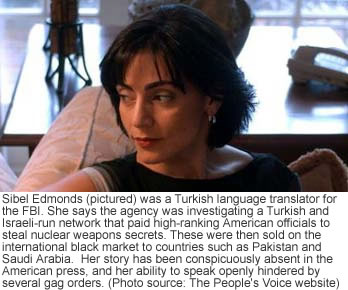 Sibel Edmonds (pictured) was a Turkish language translator for
the FBI. She says the agency was investigating a Turkish and
Israeli-run network that paid high-ranking American officials to
steal nuclear weapons secrets. These were then sold on the
international black market to countries such as Pakistan and
Saudi Arabia.  Her story has been conspicuously absent in the
American press, and her ability to speak openly hindered by
several gag orders. (Photo source: The People's Voice website)